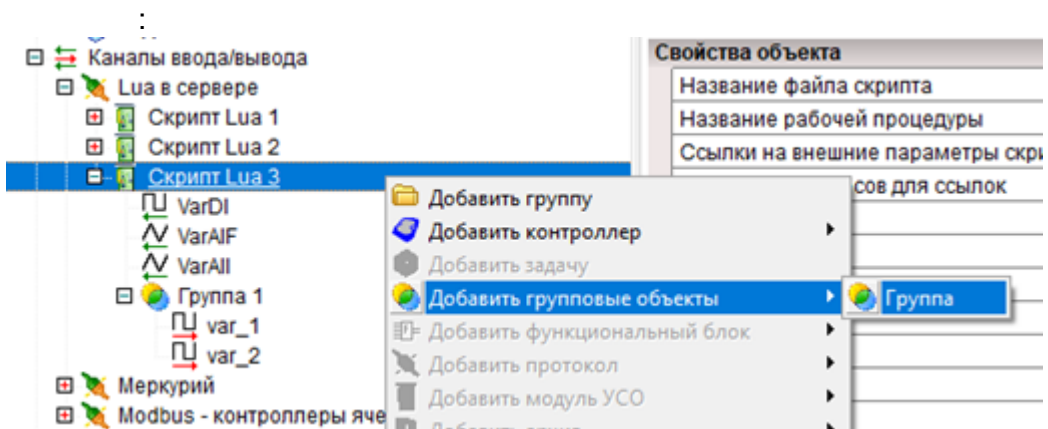 :
Каналы ввода/вывода
Lua в сервере
Скрипт Lua 1
Скрипт Lua 2
Скрипт Lua 3
VarDI
VarAIF
VarAII
Группа 1
var_1
var_2
Меркурий
Modbus - контроллеры яче
Добавить группу
Добавить контроллер
Добавить задачу
Добавить групповые объекты
Добавить функциональный блок
Добавить протокол
Добавить модуль УСО
Группа
Свойства объекта
Название файла скрипта
Название рабочей процедуры
Ссылки на внешние параметры скри
сов для ссылок